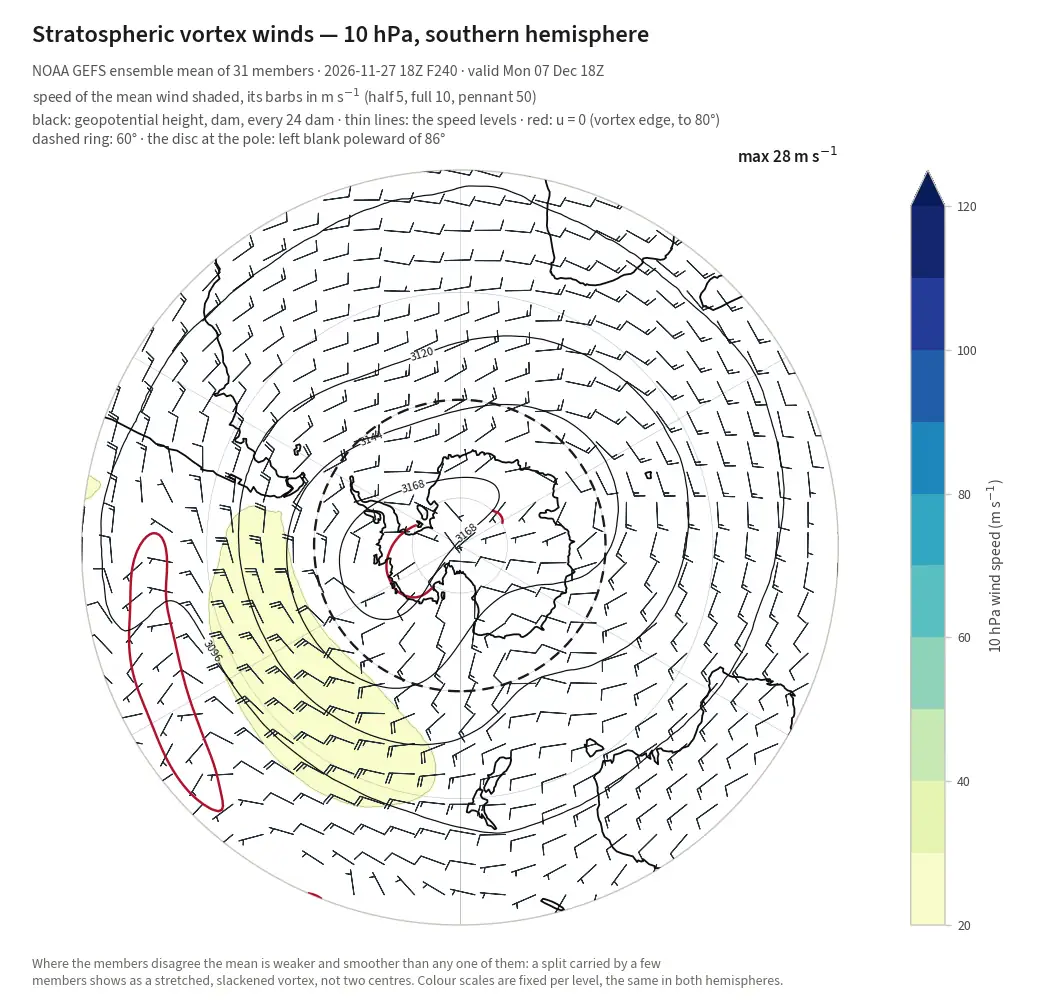 Stratospheric vortex winds — 10 hPa, southern hemisphere
NOAA GEFS ensemble mean of 31 members · 2026-11-27 18Z F240 · valid Mon 07 Dec 18Z
speed of the mean wind shaded, its barbs in m s⁻¹ (half 5, full 10, pennant 50)
black: geopotential height, dam, every 24 dam · thin lines: the speed levels · red: u = 0 (vortex edge, to 80°)
dashed ring: 60° · the disc at the pole: left blank poleward of 86°
max 28 m s⁻¹
120
100
80
60
40
20
10 hPa wind speed (m s⁻¹)
3120
3144
3168
3168
3096
Where the members disagree the mean is weaker and smoother than any one of them: a split carried by a few
members shows as a stretched, slackened vortex, not two centres. Colour scales are fixed per level, the same in both hemispheres.